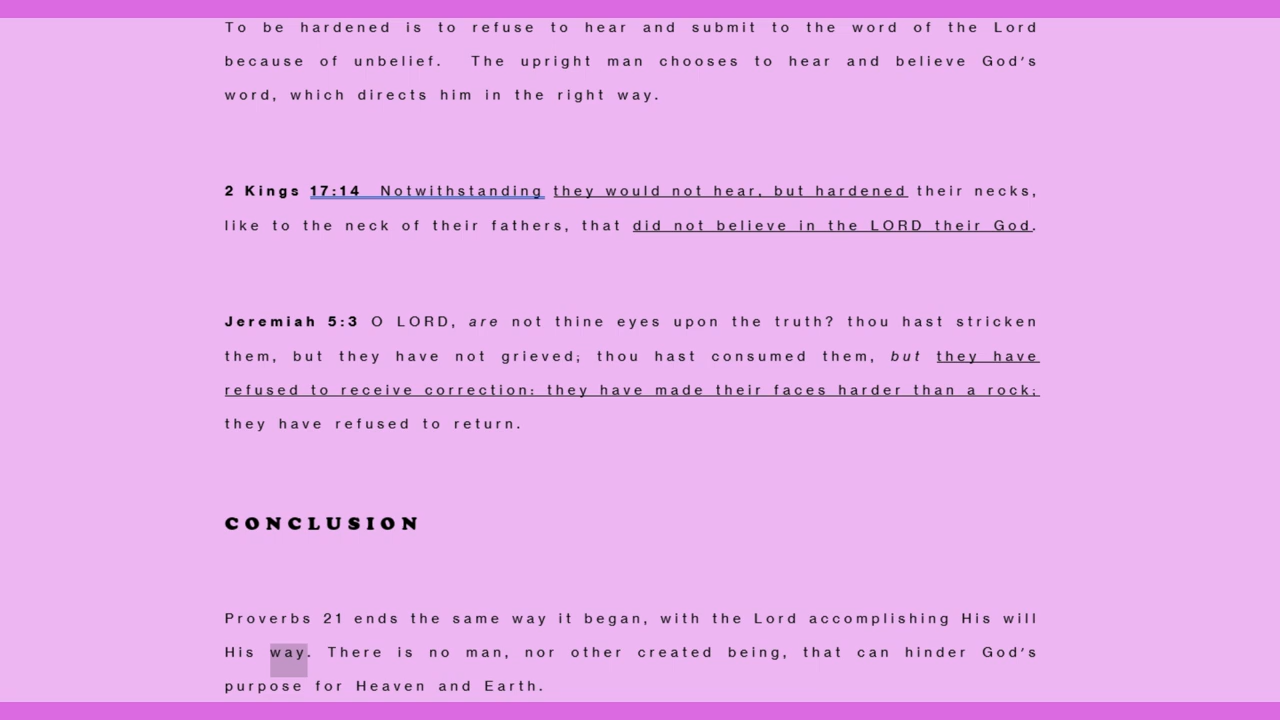 To be hardened is to refuse to hear and submit to the word of the Lord
because of unbelief. The upright man chooses to hear and believe God's
word, which directs him in the right way.
2 Kings 17:14 Notwithstanding they would not hear, but hardened their necks,
like to the neck of their fathers, that did not believe in the LORD their God.
Jeremiah 5:3 O LORD, are not thine eyes upon the truth? thou hast stricken
them, but they have not grieved; thou hast consumed them, but they have
refused to receive correction: they have made their faces harder than a rock;
they have refused to return.
CONCLUSION
Proverbs 21 ends the same way it began, with the Lord accomplishing His will
His way. There is no man, nor other created being, that can hinder God's
purpose for Heaven and Earth.